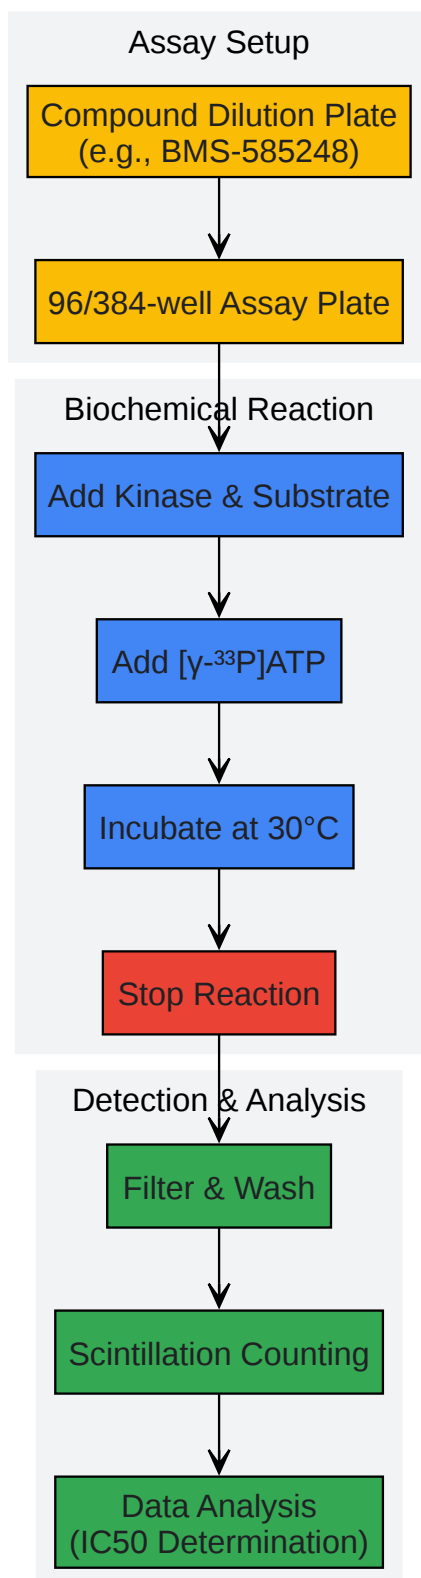 Assay Setup
Compound Dilution Plate
(e.g., BMS-585248)
96/384-well Assay Plate
Biochemical Reaction
Add Kinase & Substrate
Add [γ-³³P]ATP
Incubate at 30°C
Stop Reaction
Detection & Analysis
Filter & Wash
Scintillation Counting
Data Analysis
(IC50 Determination)